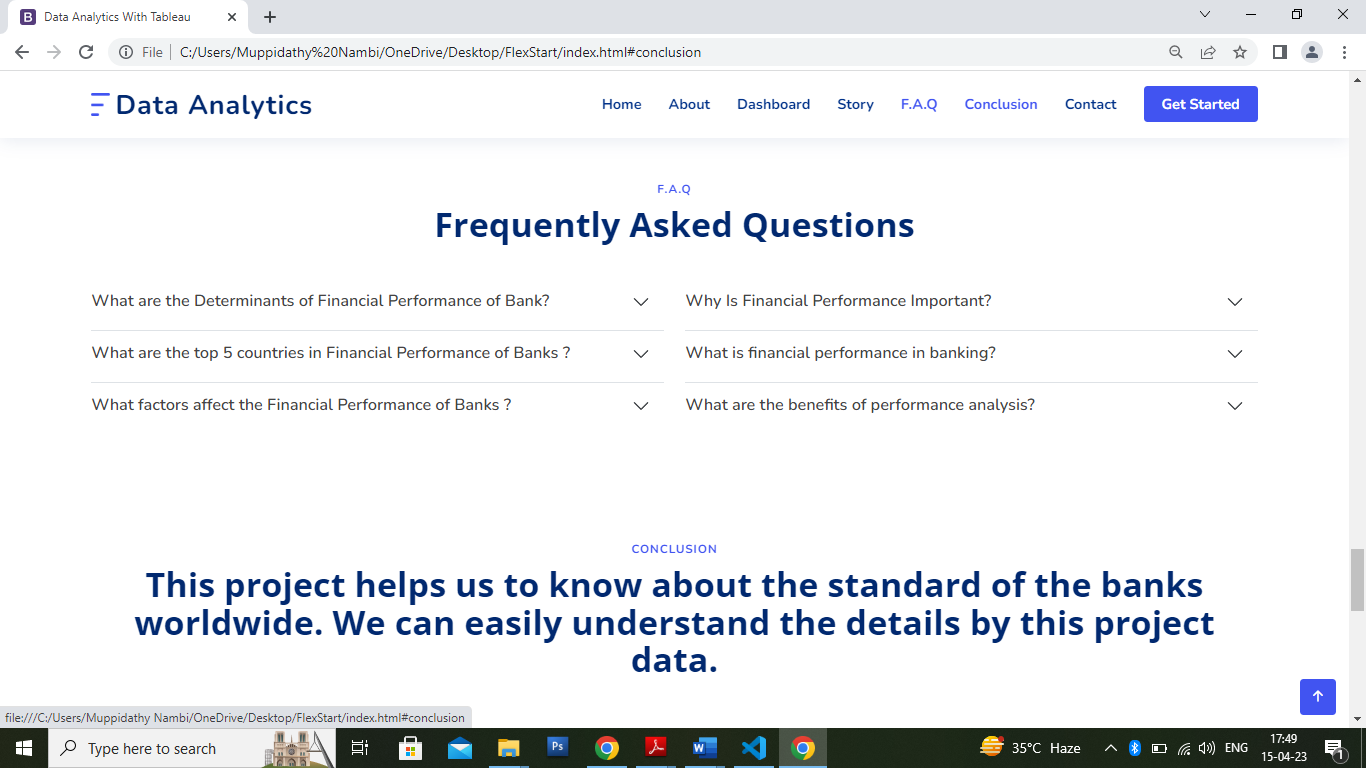 Data Analytics With Tableau
File
C:/Users/Muppidathy%20Nambi/OneDrive/Desktop/FlexStart/index.html#conclusion
Data Analytics
Home About Dashboard Story F.A.Q Conclusion Contact Get Started
F.A.Q
Frequently Asked Questions
What are the Determinants of Financial Performance of Bank?
What are the top 5 countries in Financial Performance of Banks ?
What factors affect the Financial Performance of Banks ?
Why Is Financial Performance Important?
What is financial performance in banking?
What are the benefits of performance analysis?
CONCLUSION
This project helps us to know about the standard of the banks
worldwide. We can easily understand the details by this project
data.
file:///C:/Users/Muppidathy Nambi/OneDrive/Desktop/FlexStart/index.html#conclusion
Type here to search
Ps
35°C Haze
ENG
17:49
15-04-23
1